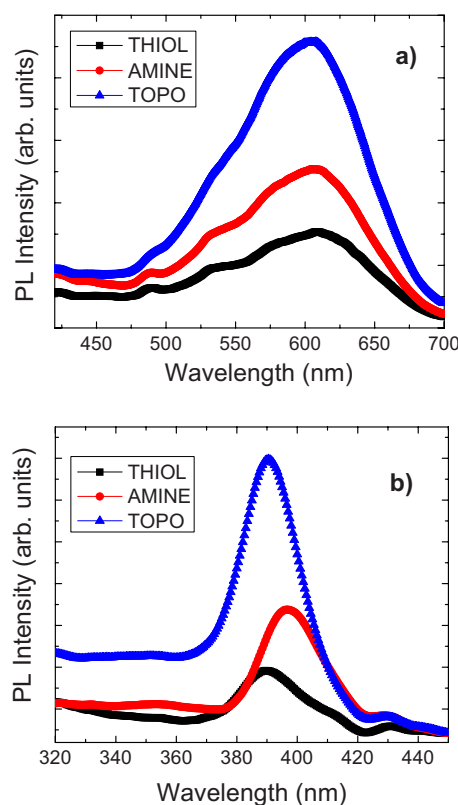 THIOL
AMINE
TOPO
a)
PL Intensity (arb. units)
450 500 550 600 650 700
Wavelength (nm)
THIOL
AMINE
TOPO
b)
PL Intensity (arb. units)
320 340 360 380 400 420 440
Wavelength (nm)